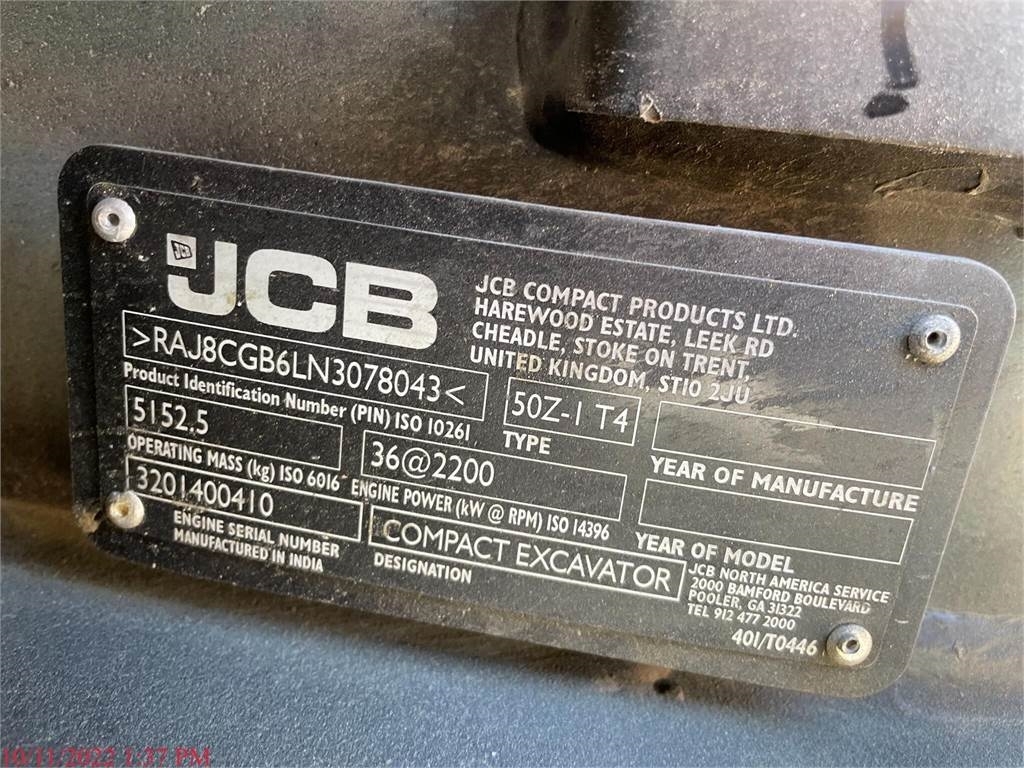 JCB
JCB
JCB COMPACT PRODUCTS LTD.
HAREWOOD ESTATE, LEEK RD
CHEADLE, STOKE ON TRENT,
UNITED KINGDOM, ST10 2JU
>RAJ8CGB6LN3078043<
Product Identification Number (PIN) ISO 10261
50Z-1 T4
TYPE
YEAR OF MANUFACTURE
5152.5
OPERATING MASS (kg) ISO 6016
36@2200
ENGINE POWER (kW @ RPM) ISO 14396
YEAR OF MODEL
3201400410
ENGINE SERIAL NUMBER
MANUFACTURED IN INDIA
COMPACT EXCAVATOR
DESIGNATION
JCB NORTH AMERICA SERVICE
2000 BAMFORD BOULEVARD
POOLER, GA 31322
TEL 912 477 2000
401/T0446
10/11/2022 1:37 PM